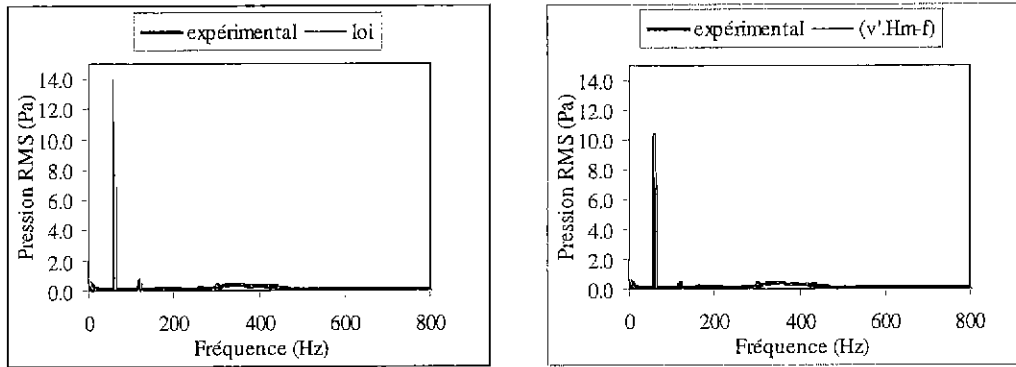 expérimental loi
Pression RMS (Pa)
14.0
12.0
10.0
8.0
6.0
4.0
2.0
0.0
0 200 400 600 800
Fréquence (Hz)
expérimental (v'.Hm-f)
Pression RMS (Pa)
14.0
12.0
10.0
8.0
6.0
4.0
2.0
0.0
0 200 400 600 800
Fréquence (Hz)